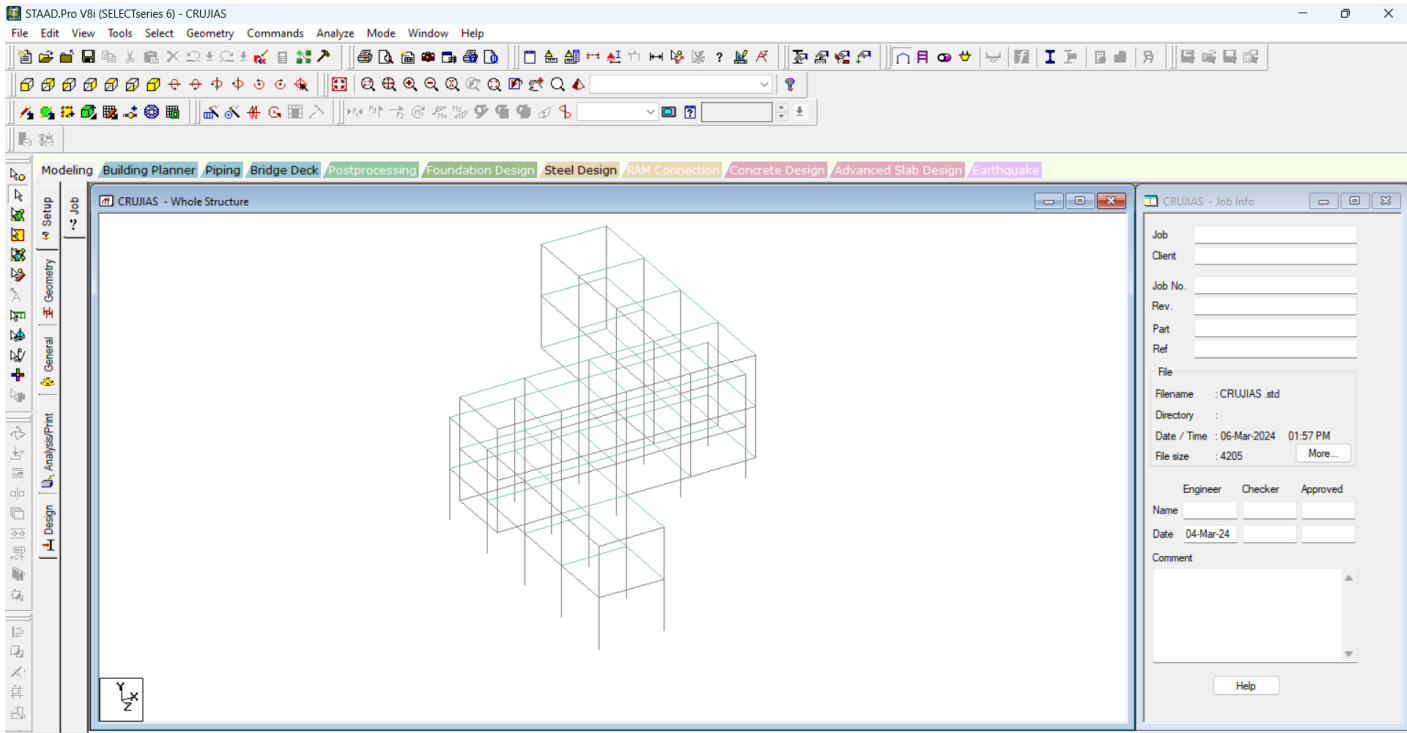 STAAD.Pro V8i (SELECTseries 6) - CRUJIAS
File Edit View Tools Select Geometry Commands Analyze Mode Window Help
Modeling Building Planner Piping Bridge Deck Postprocessing Foundation Design Steel Design RAM Connection Concrete Design Advanced Slab Design Earthquake
Setup
Geometry
General
Analysis/Print
Design
Job
CRUJIAS - Whole Structure
Y
X
Z
CRUJIAS - Job Info
Job
Client
Job No.
Rev.
Part
Ref
File
Filename : CRUJIAS .std
Directory :
Date / Time : 06-Mar-2024 01:57 PM
File size : 4205 More...
Engineer Checker Approved
Name
Date 04-Mar-24
Comment
Help